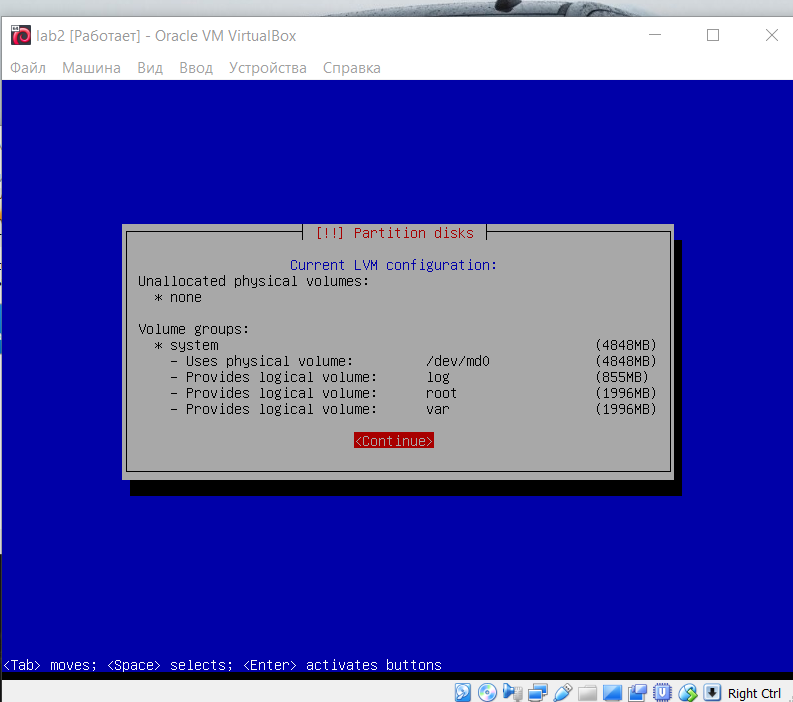 lab2 [Работает] - Oracle VM VirtualBox
Файл Машина Вид Ввод Устройства Справка
[!!] Partition disks
Current LVM configuration:
Unallocated physical volumes:
* none
Volume groups:
* system (4848MB)
- Uses physical volume: /dev/md0 (4848MB)
- Provides logical volume: log (855MB)
- Provides logical volume: root (1996MB)
- Provides logical volume: var (1996MB)
<Continue>
<Tab> moves; <Space> selects; <Enter> activates buttons
Right Ctrl